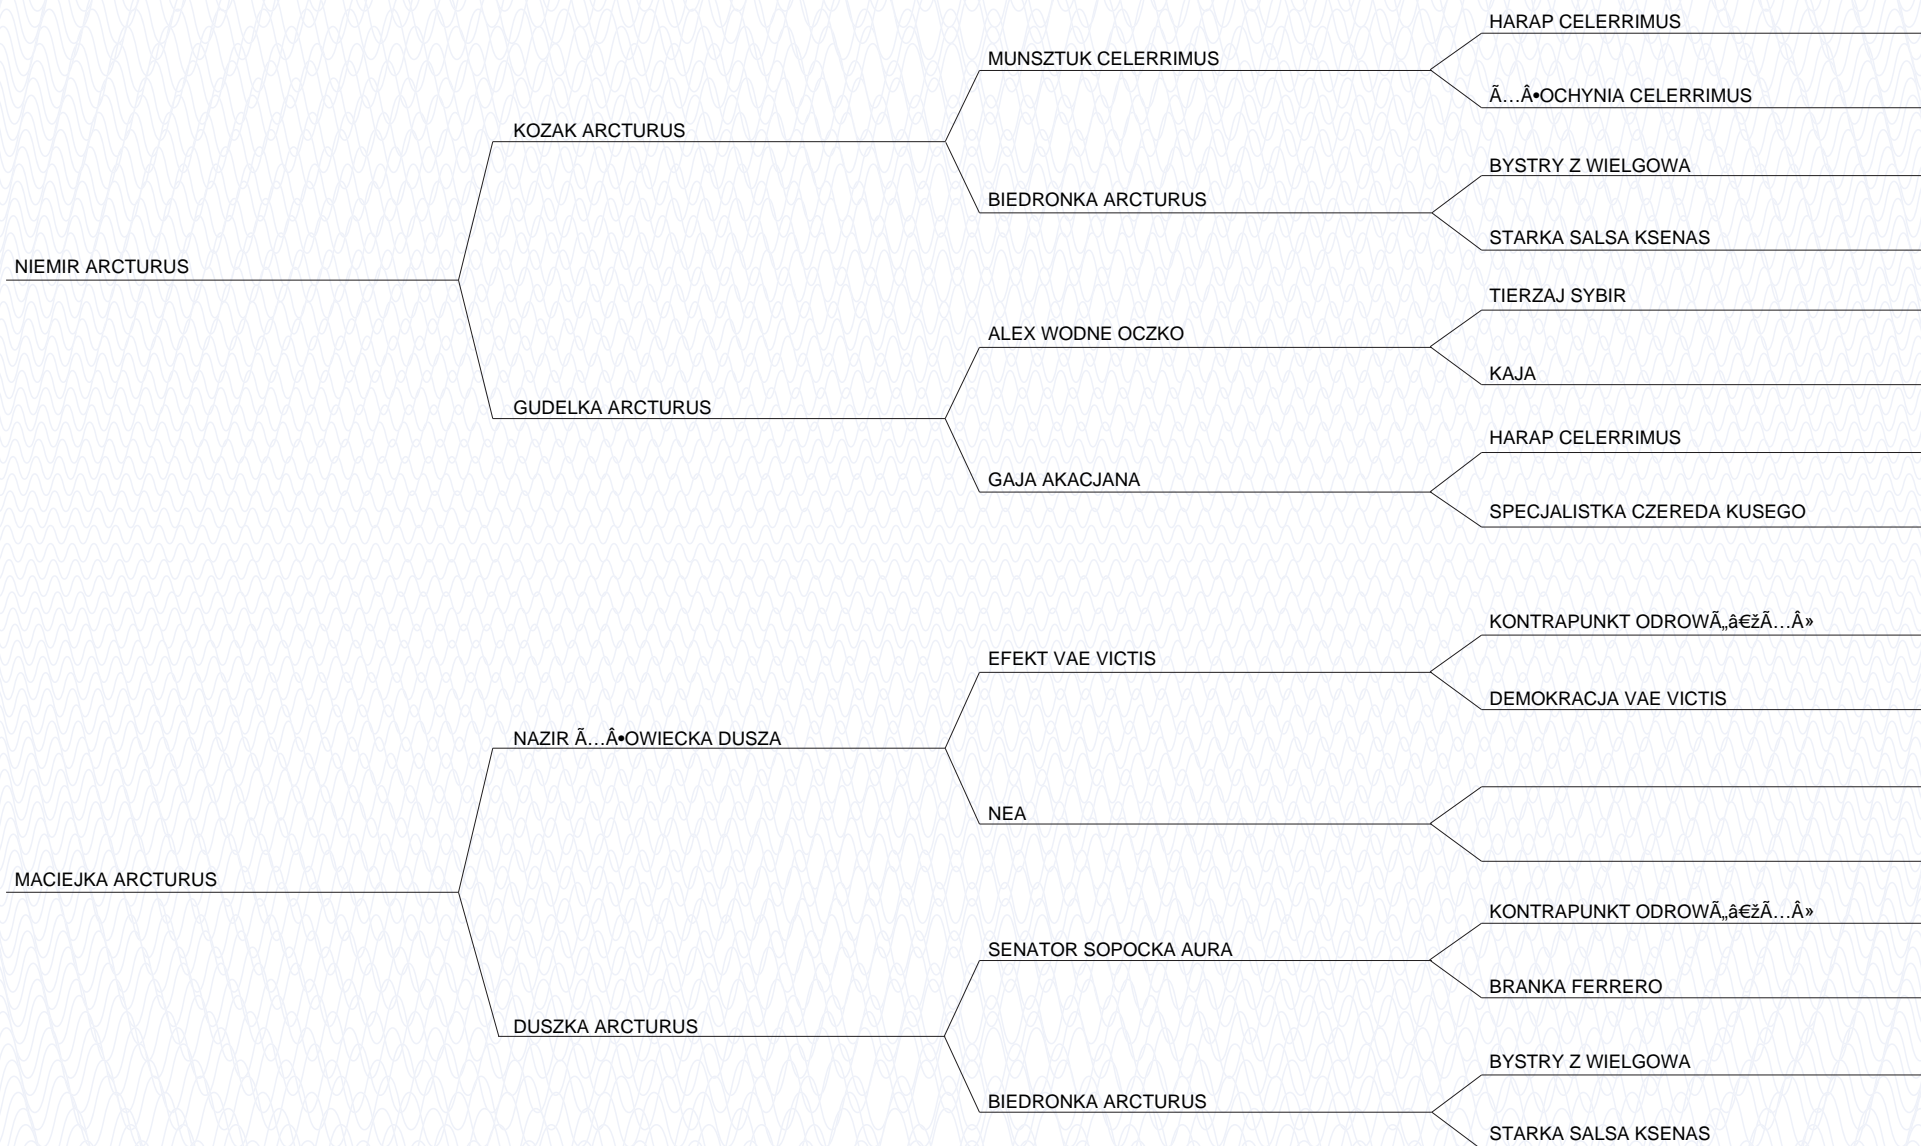 HARAP CELERRIMUS
MUNSZTUK CELERRIMUS
Ã…Â•OCHYNIA CELERRIMUS
KOZAK ARCTURUS
BYSTRY Z WIELGOWA
BIEDRONKA ARCTURUS
STARKA SALSA KSENAS
NIEMIR ARCTURUS
TIERZAJ SYBIR
ALEX WODNE OCZKO
KAJA
GUDELKA ARCTURUS
HARAP CELERRIMUS
GAJA AKACJANA
SPECJALISTKA CZEREDA KUSEGO
KONTRAPUNKT ODROWÃ„â€žÃ…Â»
EFEKT VAE VICTIS
DEMOKRACJA VAE VICTIS
NAZIR Ã…Â•OWIECKA DUSZA
NEA
MACIEJKA ARCTURUS
KONTRAPUNKT ODROWÃ„â€žÃ…Â»
SENATOR SOPOCKA AURA
BRANKA FERRERO
DUSZKA ARCTURUS
BYSTRY Z WIELGOWA
BIEDRONKA ARCTURUS
STARKA SALSA KSENAS